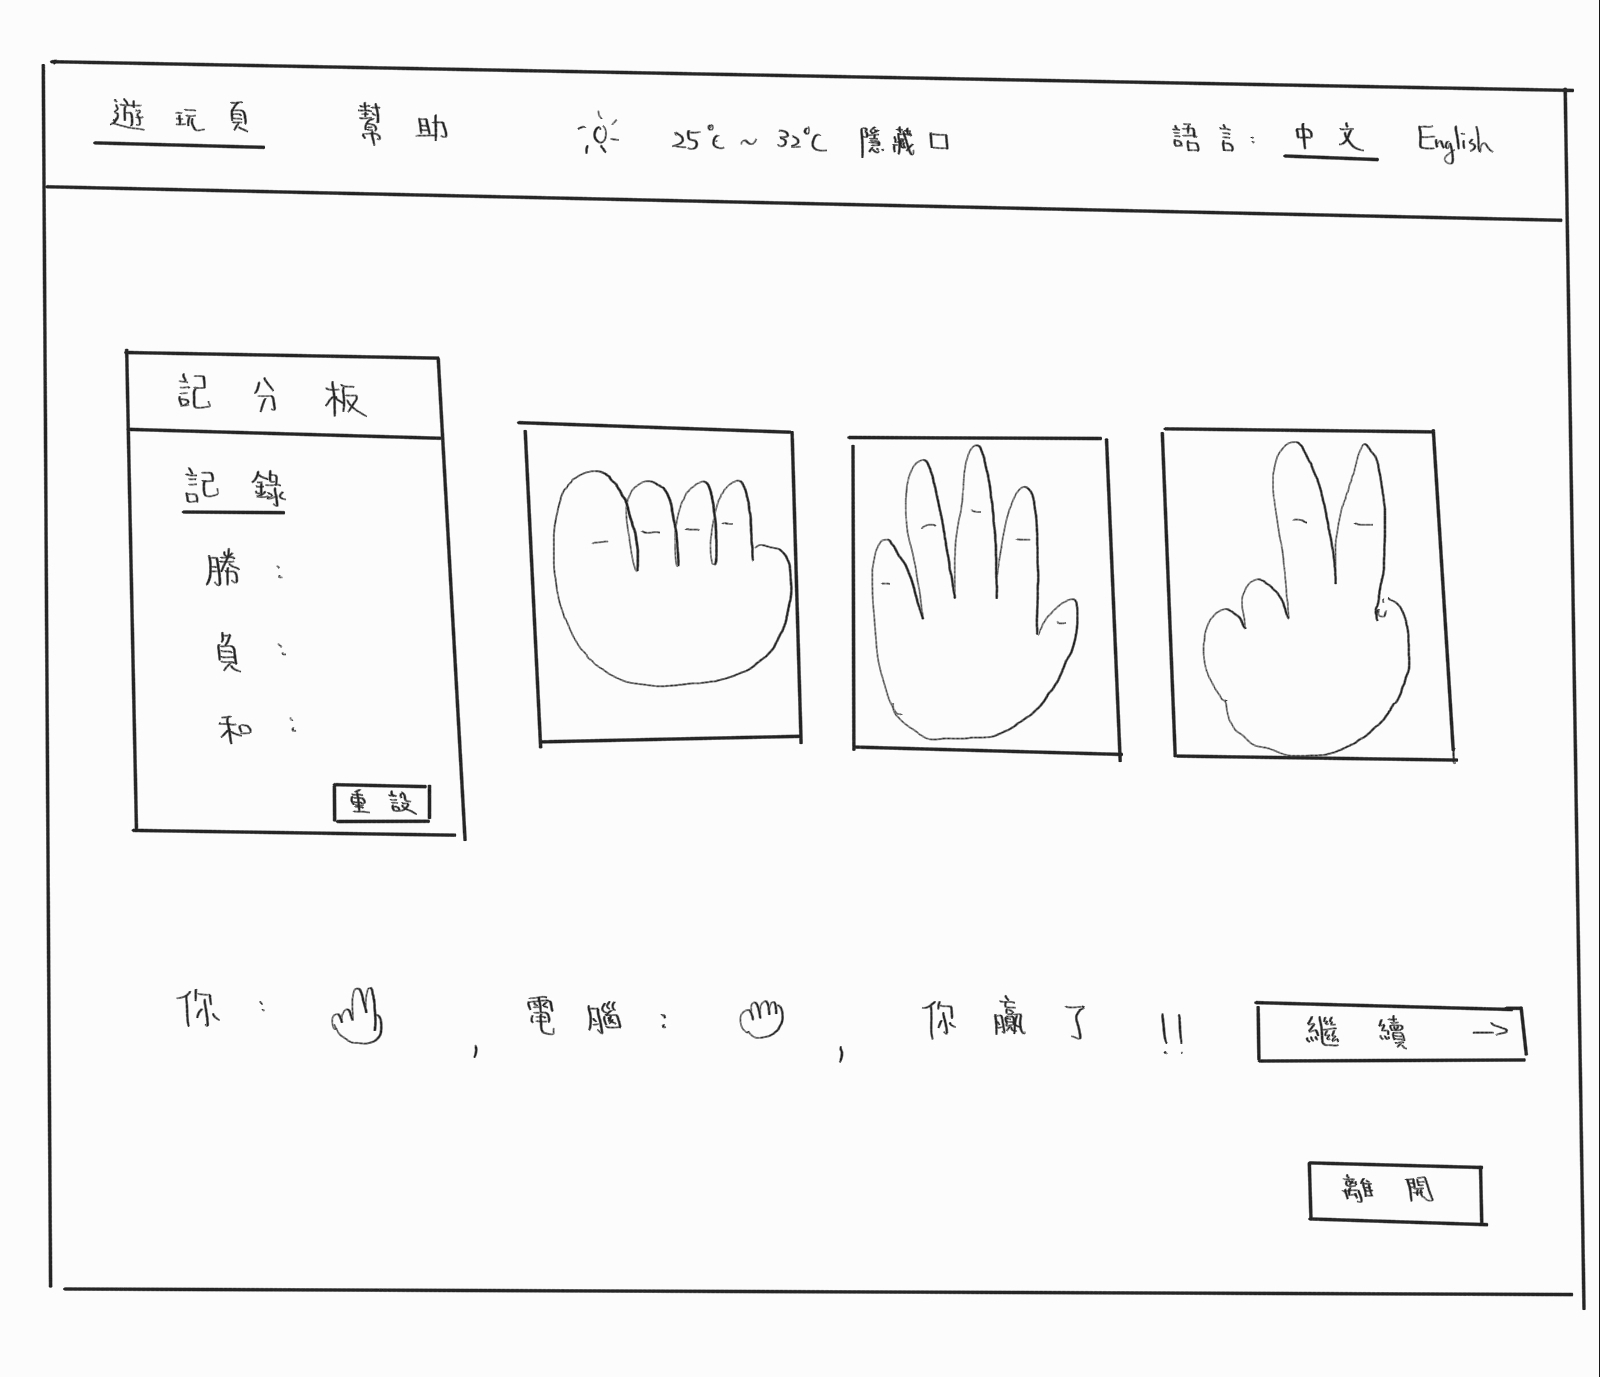 遊玩頁 幫助 25℃ ~ 32℃ 隱藏 語言: 中文 English
記分板
記錄
勝:
負:
和:
重設
你: , 電腦: , 你贏了!! 繼續 →
離開